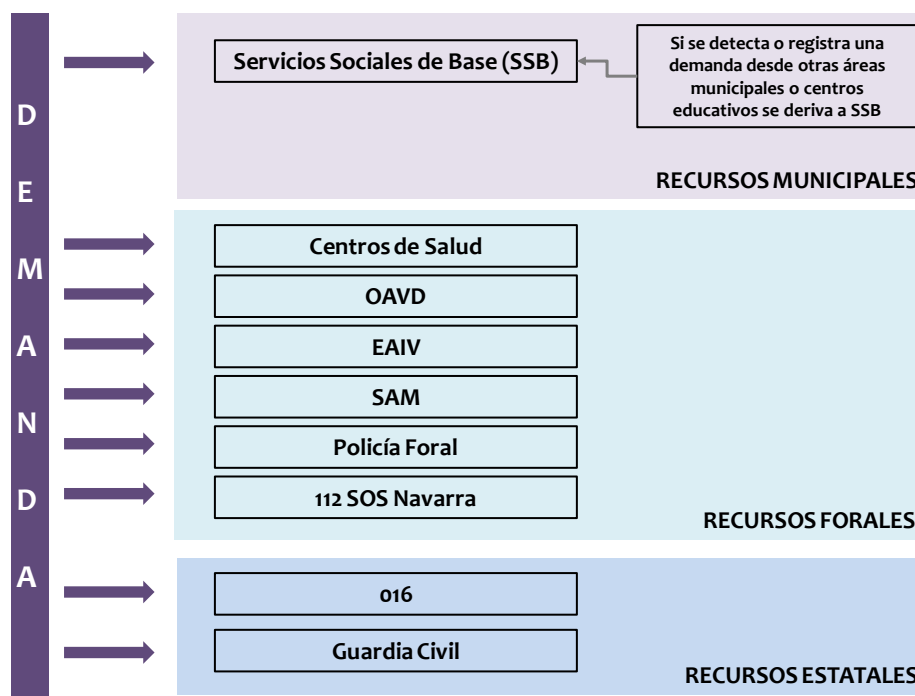 DEMANDA
Servicios Sociales de Base (SSB)
Si se detecta o registra una
demanda desde otras áreas
municipales o centros
educativos se deriva a SSB
RECURSOS MUNICIPALES
Centros de Salud
OAVD
EAIV
SAM
Policía Foral
112 SOS Navarra
RECURSOS FORALES
016
Guardia Civil
RECURSOS ESTATALES